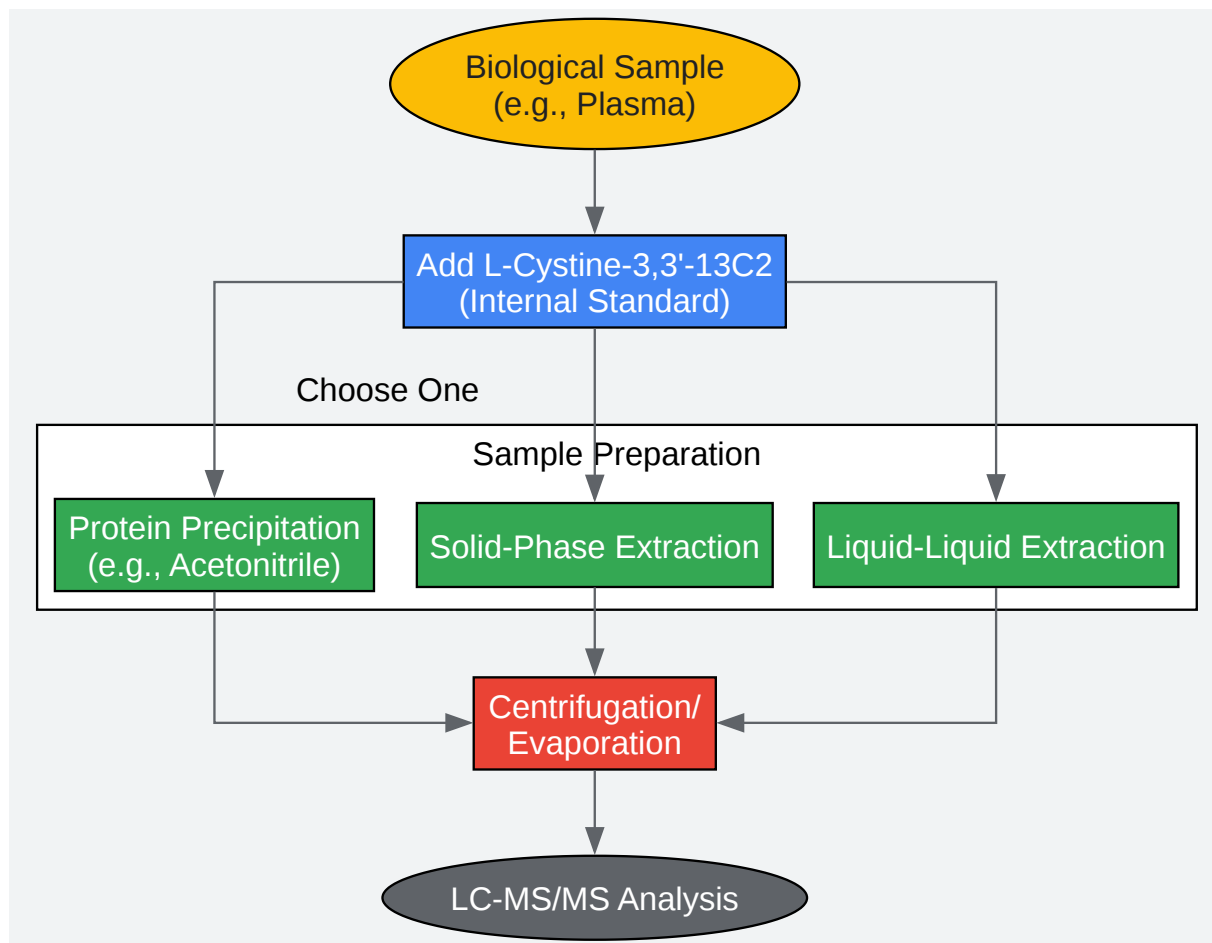 Biological Sample
(e.g., Plasma)
Add L-Cystine-3,3'-13C2
(Internal Standard)
Choose One
Sample Preparation
Protein Precipitation
(e.g., Acetonitrile)
Solid-Phase Extraction
Liquid-Liquid Extraction
Centrifugation/
Evaporation
LC-MS/MS Analysis